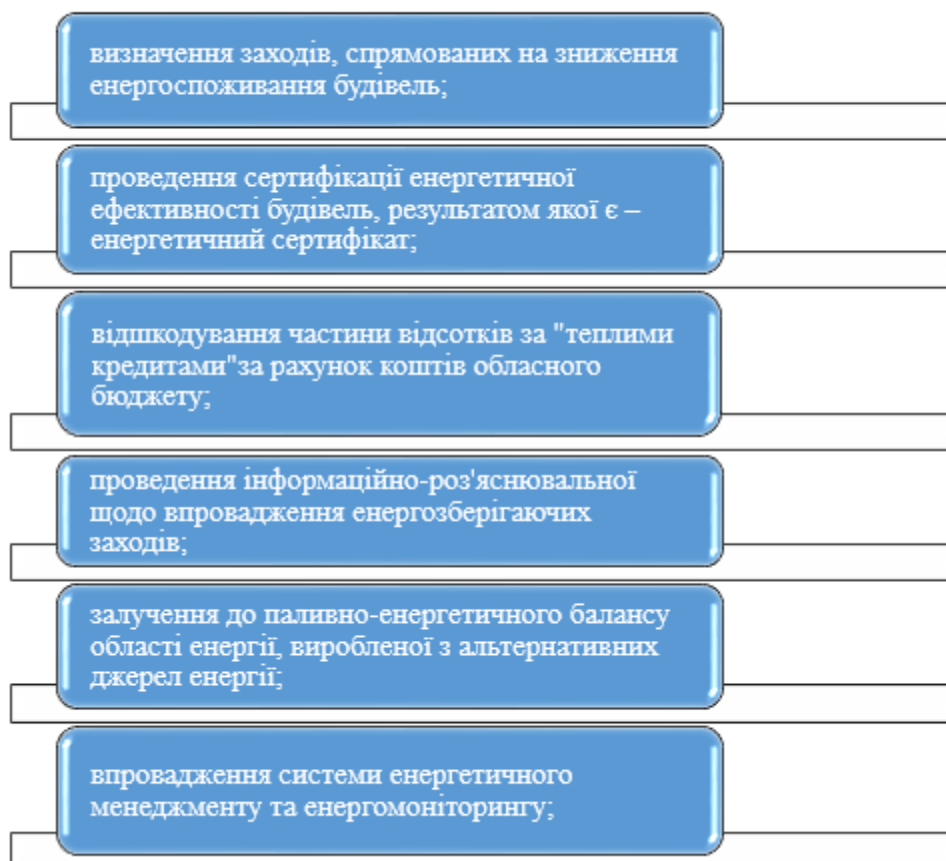 визначення заходів, спрямованих на зниження
енергоспоживання будівель;
проведення сертифікації енергетичної
ефективності будівель, результатом якої є –
енергетичний сертифікат;
відшкодування частини відсотків за "теплими
кредитами"за рахунок коштів обласного
бюджету;
проведення інформаційно-роз'яснювальної
щодо впровадження енергозберігаючих
заходів;
залучення до паливно-енергетичного балансу
області енергії, виробленої з альтернативних
джерел енергії;
впровадження системи енергетичного
менеджменту та енергомоніторингу;